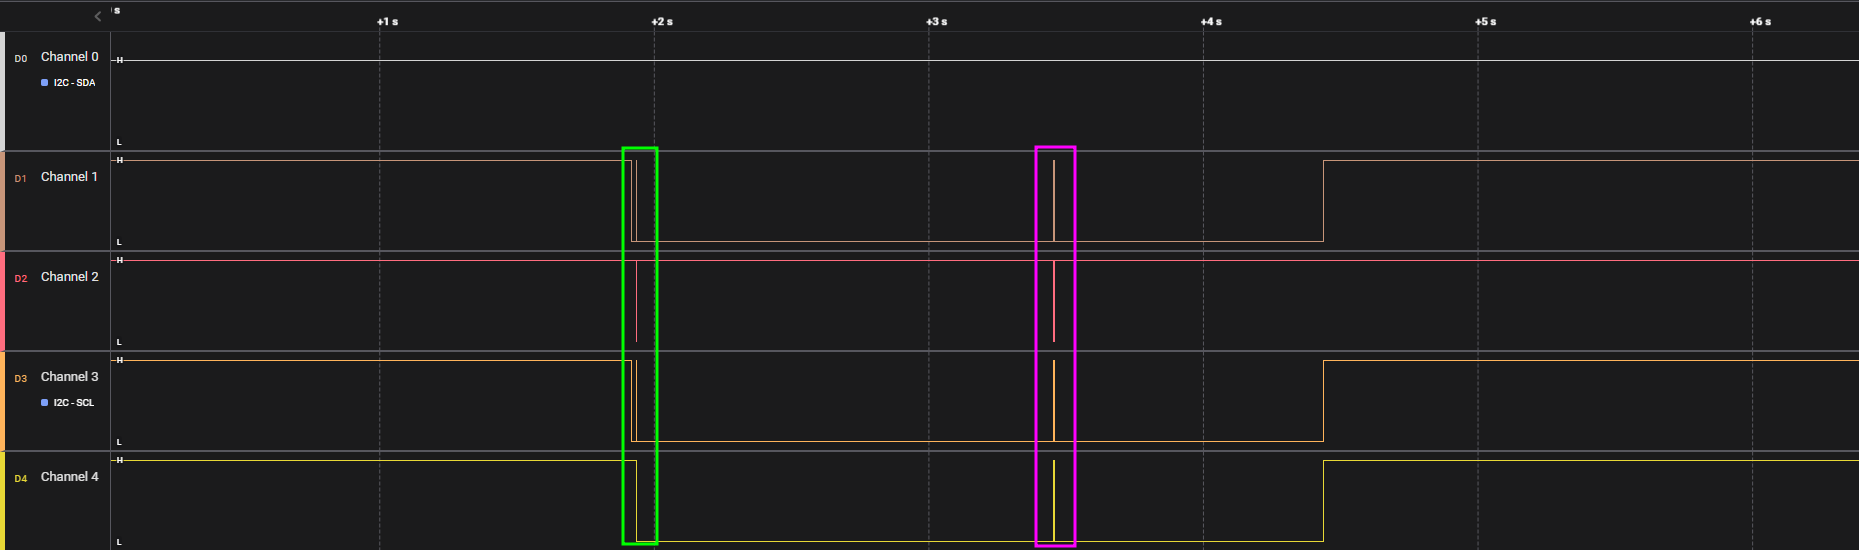 s
+1 s +2 s +3 s +4 s +5 s +6 s
D0 Channel 0 H
I2C - SDA
L
H
D1 Channel 1
L
H
D2 Channel 2
L
H
D3 Channel 3
I2C - SCL
L
H
D4 Channel 4
L